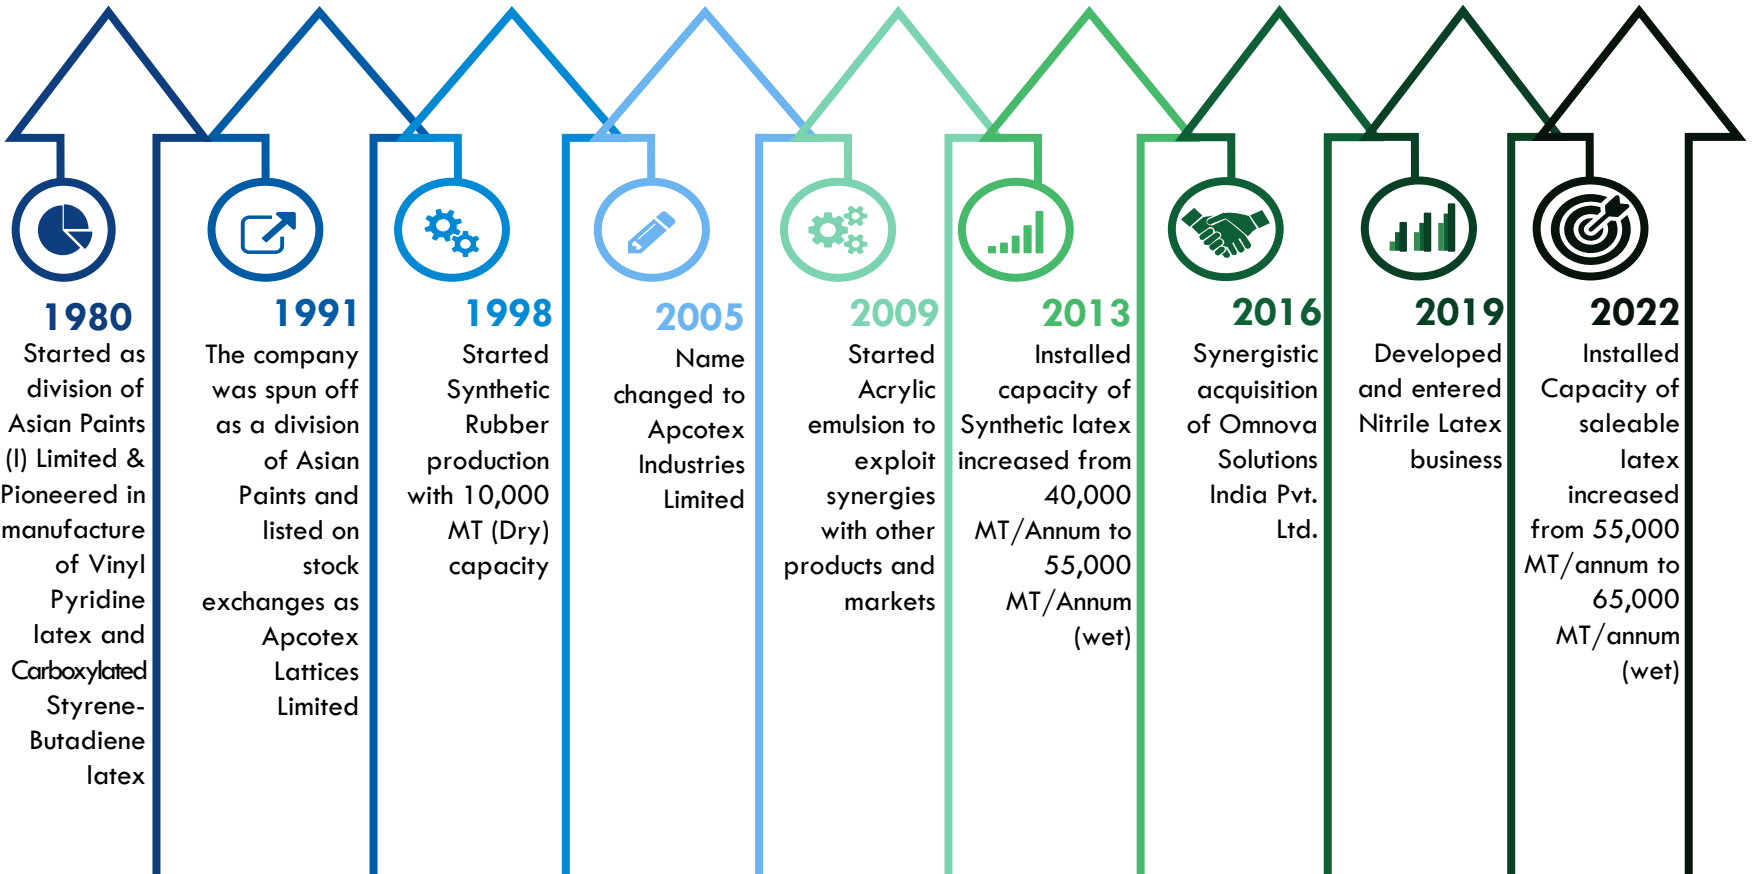 1980
Started as
division of
Asian Paints
(I) Limited &
Pioneered in
manufacture
of Vinyl
Pyridine
latex and
Carboxylated
Styrene-
Butadiene
latex
1991
The company
was spun off
as a division
of Asian
Paints and
listed on
stock
exchanges as
Apcotex
Lattices
Limited
1998
Started
Synthetic
Rubber
production
with 10,000
MT (Dry)
capacity
2005
Name
changed to
Apcotex
Industries
Limited
2009
Started
Acrylic
emulsion to
exploit
synergies
with other
products and
markets
2013
Installed
capacity of
Synthetic latex
increased from
40,000
MT/Annum to
55,000
MT/Annum
(wet)
2016
Synergistic
acquisition
of Omnova
Solutions
India Pvt.
Ltd.
2019
Developed
and entered
Nitrile Latex
business
2022
Installed
Capacity of
saleable
latex
increased
from 55,000
MT/annum to
65,000
MT/annum
(wet)